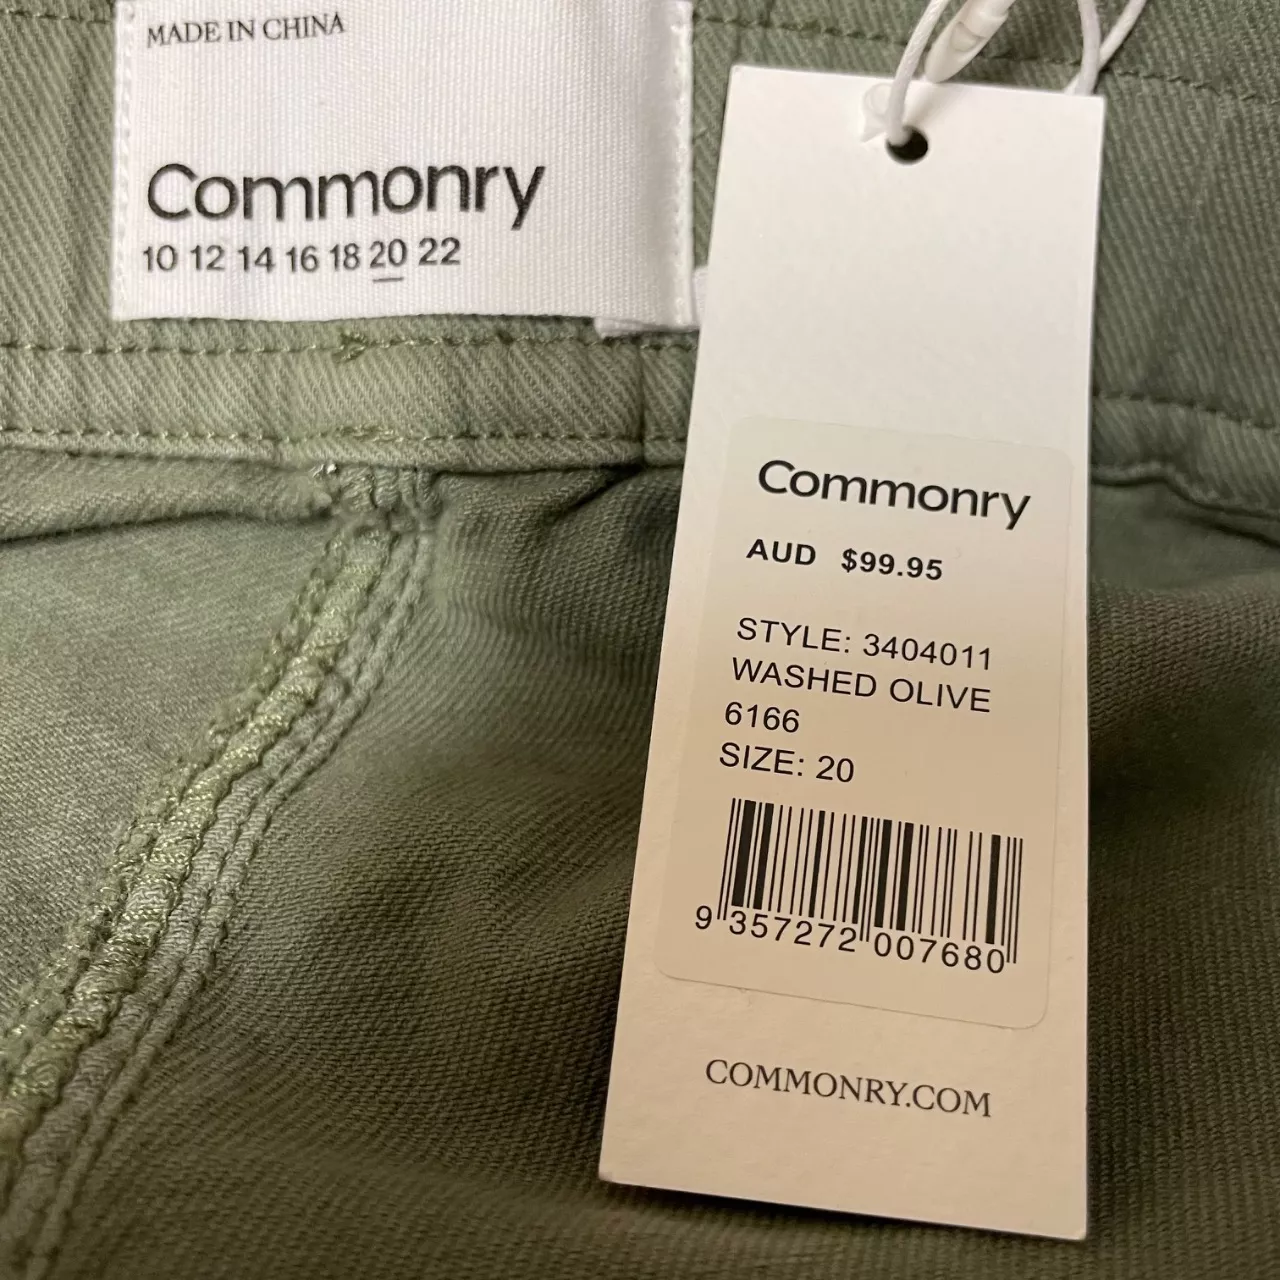 MADE IN CHINA
Commonry
10 12 14 16 18 20 22
Commonry
AUD $99.95
STYLE: 3404011
WASHED OLIVE
6166
SIZE: 20
9 357272 007680
COMMONRY.COM